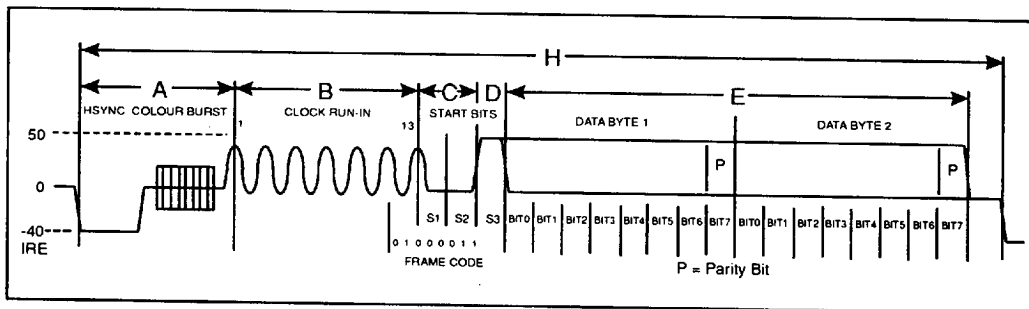 H
A B C D E
HSYNC COLOUR BURST CLOCK RUN-IN START BITS DATA BYTE 1 DATA BYTE 2
1 13
50
P P
0
S1 S2 S3 BIT0 BIT1 BIT2 BIT3 BIT4 BIT5 BIT6 BIT7 BIT0 BIT1 BIT2 BIT3 BIT4 BIT5 BIT6 BIT7
-40
IRE
0 1 0 0 0 0 1 1
FRAME CODE
P = Parity Bit